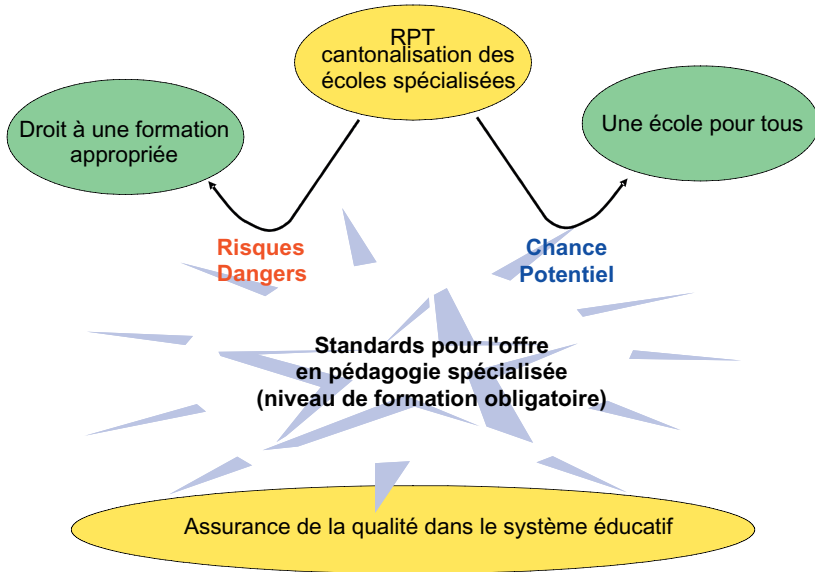 RPT
cantonalisation des
écoles spécialisées
Droit à une formation
appropriée
Une école pour tous
Risques
Dangers
Chance
Potentiel
Standards pour l'offre
en pédagogie spécialisée
(niveau de formation obligatoire)
Assurance de la qualité dans le système éducatif